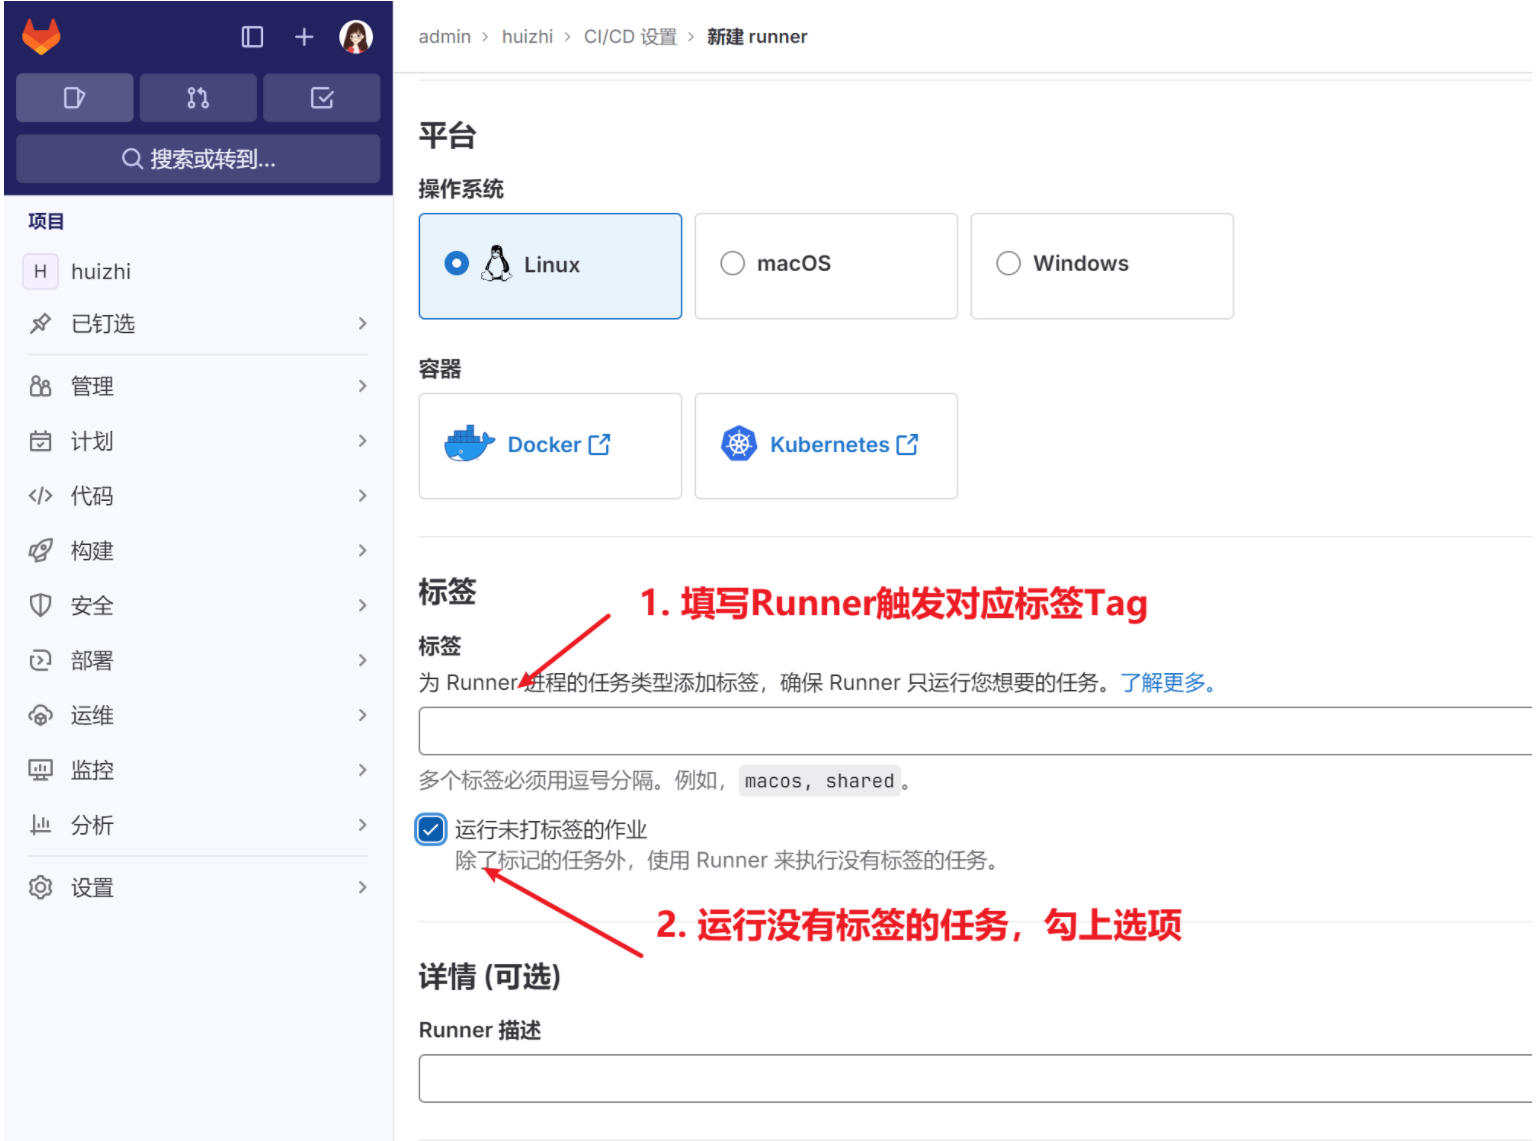 admin > huizhi > CI/CD 设置 > 新建 runner
搜索或转到...
项目
H huizhi
已钉选
管理
计划
代码
构建
安全
部署
运维
监控
分析
设置
平台
操作系统
Linux
macOS
Windows
容器
Docker
Kubernetes
标签
1. 填写Runner触发对应标签Tag
标签
为 Runner 进程的任务类型添加标签，确保 Runner 只运行您想要的任务。了解更多。
多个标签必须用逗号分隔。例如， macos, shared 。
运行未打标签的作业
除了标记的任务外，使用 Runner 来执行没有标签的任务。
2. 运行没有标签的任务，勾上选项
详情 (可选)
Runner 描述